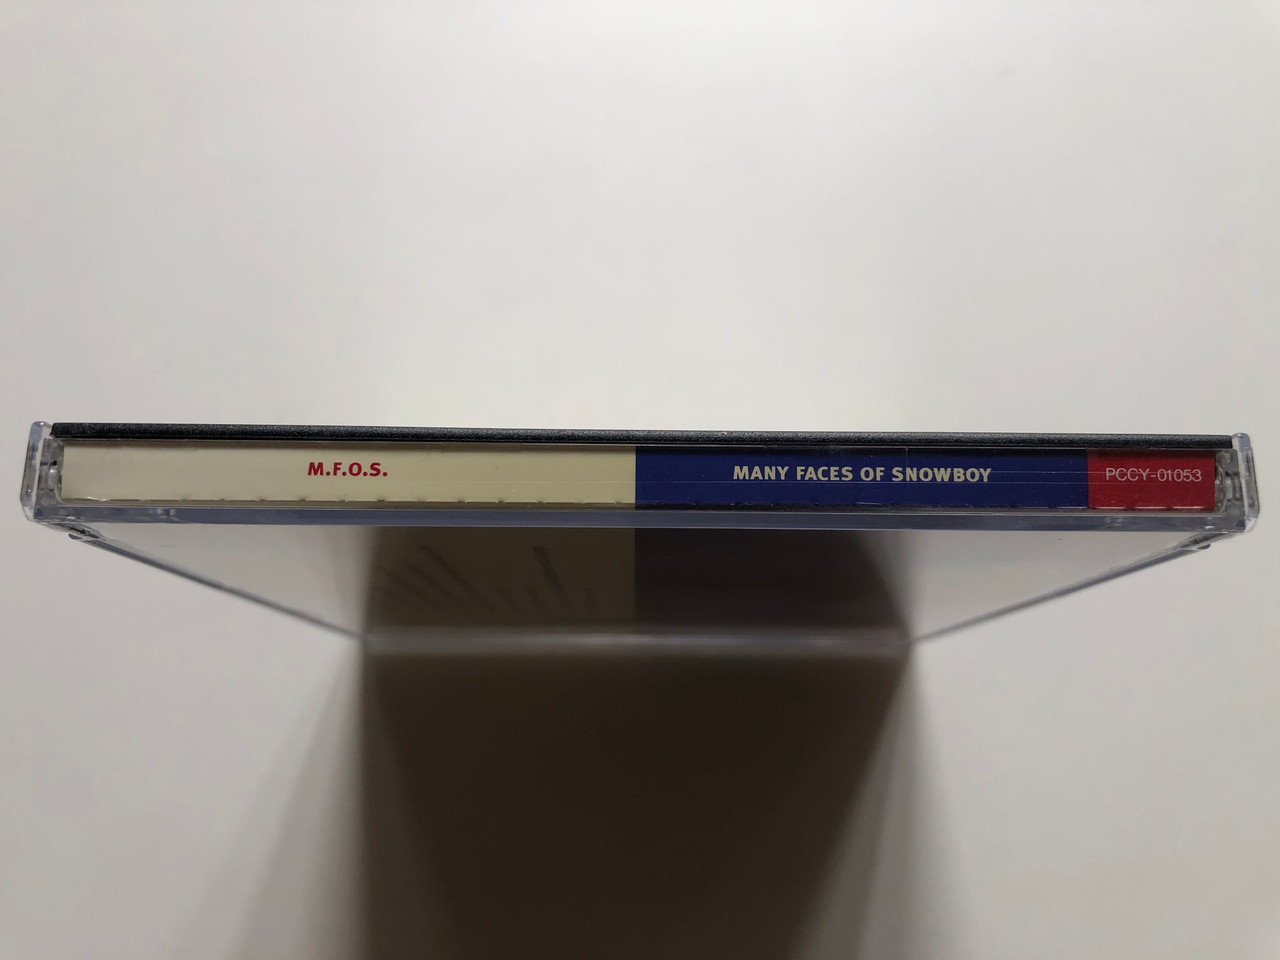 M.F.O.S.
MANY FACES OF SNOWBOY
PCCY-01053